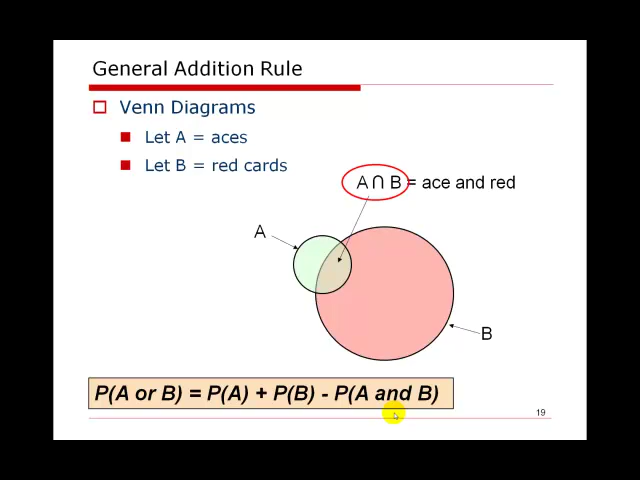 General Addition Rule
Venn Diagrams
Let A = aces
Let B = red cards
A ∩ B = ace and red
A
B
P(A or B) = P(A) + P(B) - P(A and B)
19